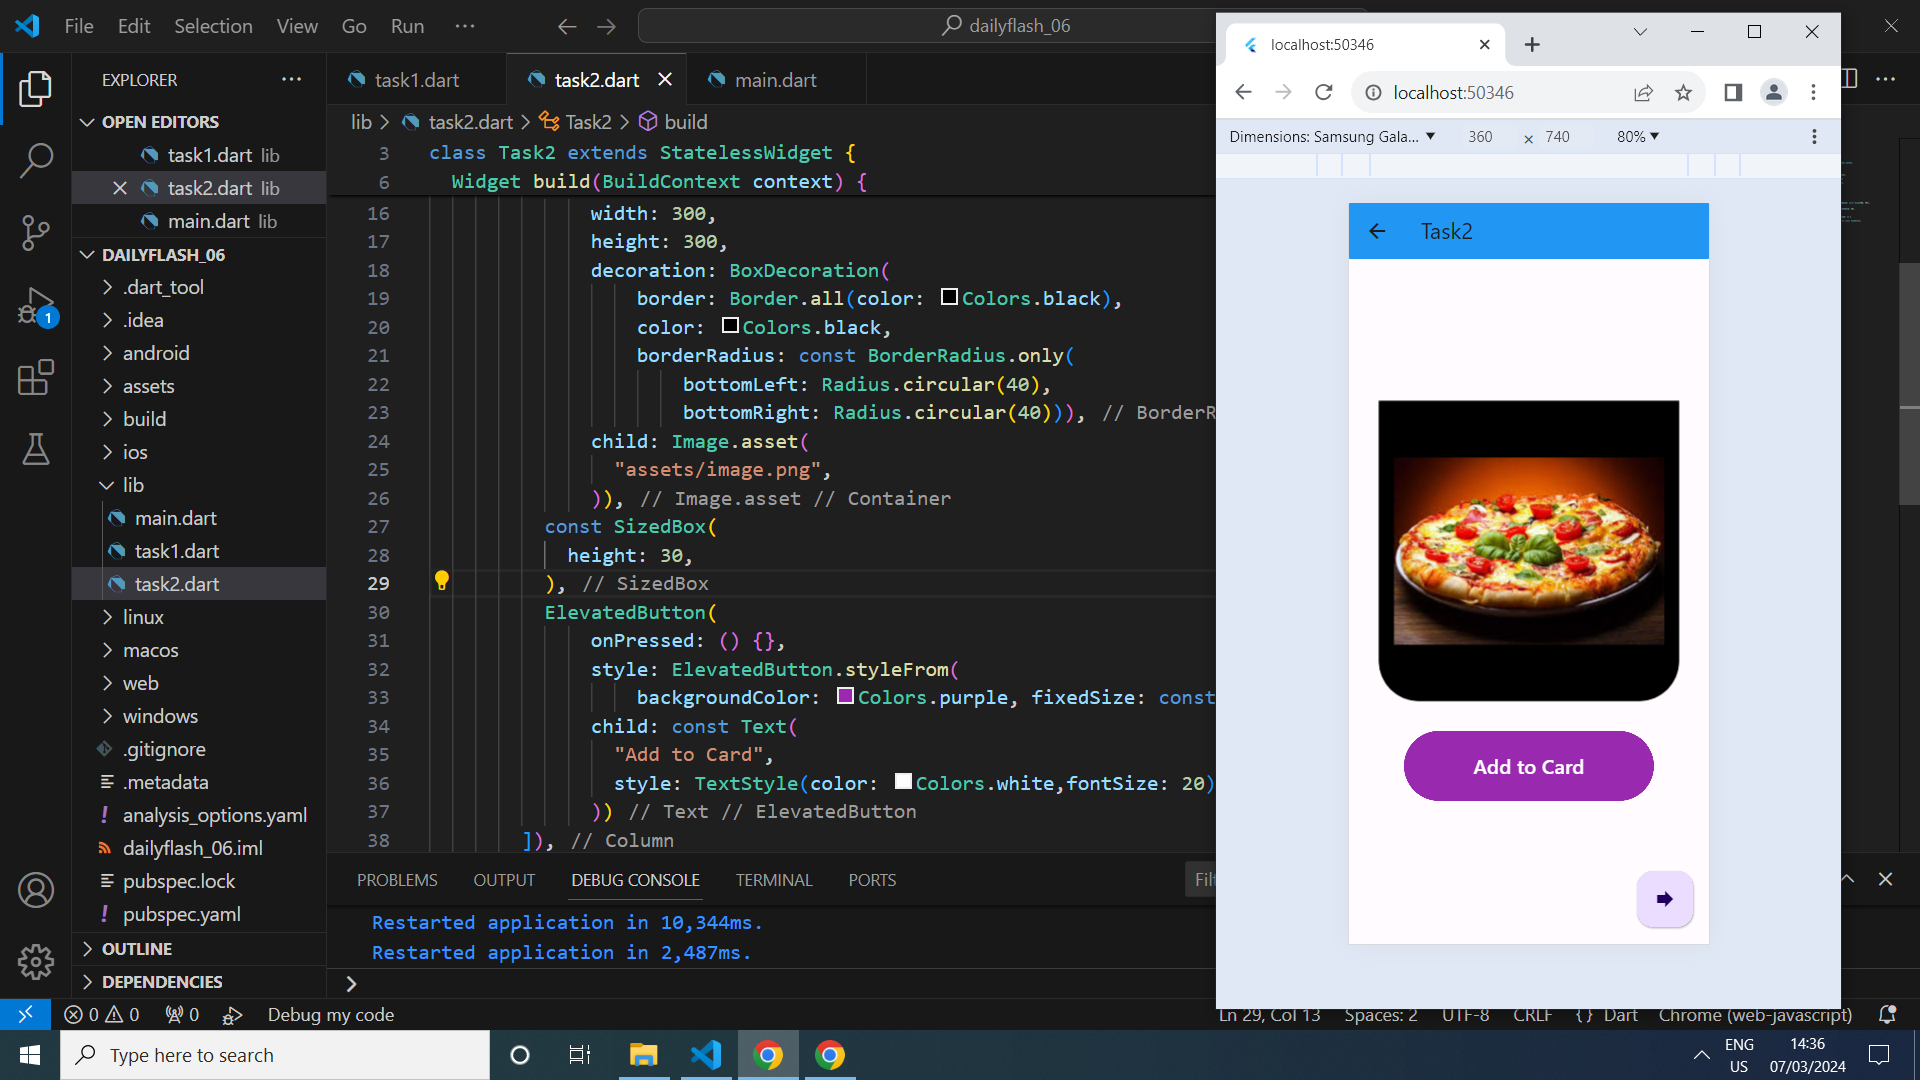 File Edit Selection View Go Run ···
dailyflash_06
EXPLORER
OPEN EDITORS
task1.dart lib
task2.dart lib
main.dart lib
DAILYFLASH_06
.dart_tool
.idea
android
assets
build
ios
lib
main.dart
task1.dart
task2.dart
linux
macos
web
windows
.gitignore
.metadata
analysis_options.yaml
dailyflash_06.iml
pubspec.lock
pubspec.yaml
OUTLINE
DEPENDENCIES
1
task1.dart task2.dart main.dart
lib > task2.dart > Task2 > build
3 class Task2 extends StatelessWidget {
6 Widget build(BuildContext context) {
16 width: 300,
17 height: 300,
18 decoration: BoxDecoration(
19 border: Border.all(color: Colors.black),
20 color: Colors.black,
21 borderRadius: const BorderRadius.only(
22 bottomLeft: Radius.circular(40),
23 bottomRight: Radius.circular(40))), // BorderR
24 child: Image.asset(
25 "assets/image.png",
26 )), // Image.asset // Container
27 const SizedBox(
28 height: 30,
29 ), // SizedBox
30 ElevatedButton(
31 onPressed: () {},
32 style: ElevatedButton.styleFrom(
33 backgroundColor: Colors.purple, fixedSize: const
34 child: const Text(
35 "Add to Card",
36 style: TextStyle(color: Colors.white,fontSize: 20)
37 )) // Text // ElevatedButton
38 ]), // Column
PROBLEMS OUTPUT DEBUG CONSOLE TERMINAL PORTS
Filt
Restarted application in 10,344ms.
Restarted application in 2,487ms.
localhost:50346
localhost:50346
Dimensions: Samsung Gala... 360 × 740 80%
Task2
Add to Card
0 0 0 Debug my code
Ln 29, Col 13 Spaces: 2 UTF-8 CRLF { } Dart Chrome (web-javascript)
Type here to search
ENG
US
14:36
07/03/2024